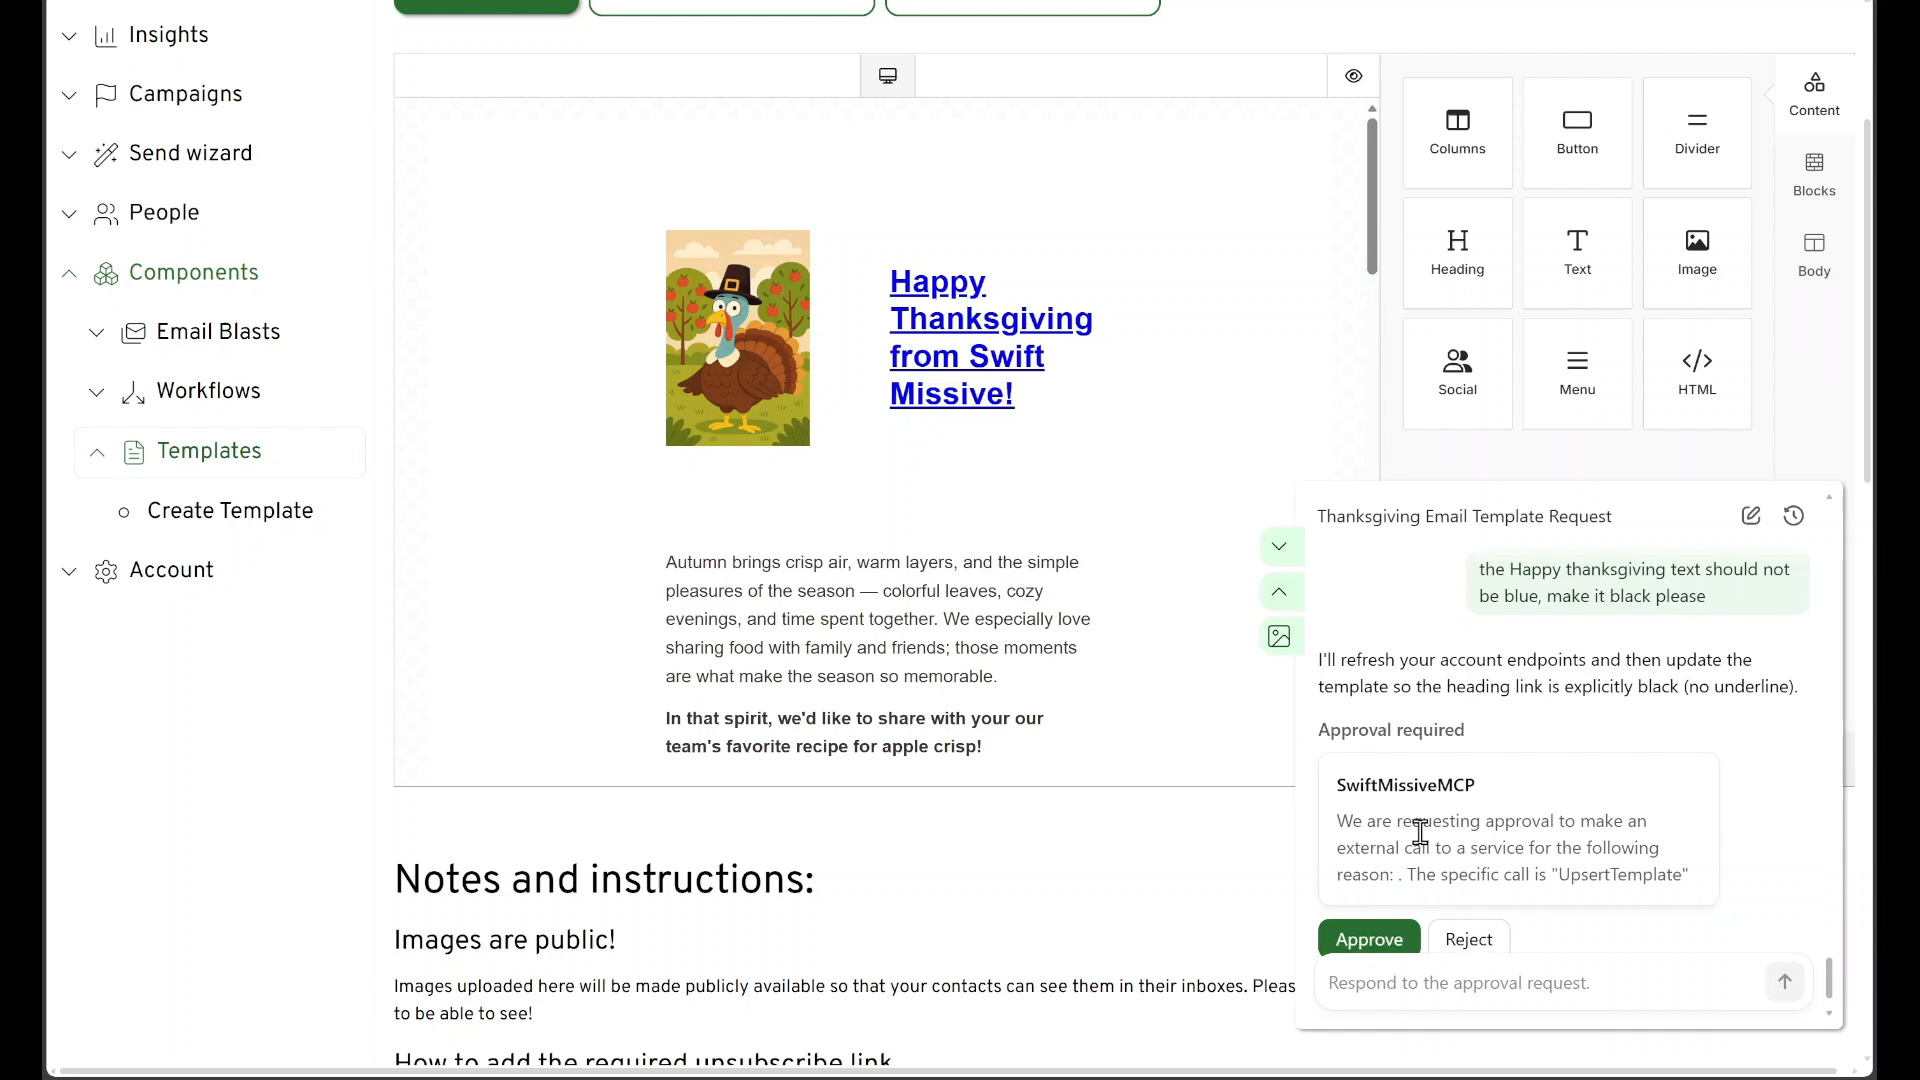 Insights
Campaigns
Send wizard
People
Components
Email Blasts
Workflows
Templates
Create Template
Account
Happy
Thanksgiving
from Swift
Missive!
Autumn brings crisp air, warm layers, and the simple
pleasures of the season — colorful leaves, cozy
evenings, and time spent together. We especially love
sharing food with family and friends; those moments
are what make the season so memorable.
In that spirit, we'd like to share with your our
team's favorite recipe for apple crisp!
Columns
Button
Divider
Heading
Text
Image
Social
Menu
HTML
Content
Blocks
Body
Thanksgiving Email Template Request
the Happy thanksgiving text should not
be blue, make it black please
I'll refresh your account endpoints and then update the
template so the heading link is explicitly black (no underline).
Approval required
SwiftMissiveMCP
We are requesting approval to make an
external call to a service for the following
reason: . The specific call is "UpsertTemplate"
Approve
Reject
Respond to the approval request.
Notes and instructions:
Images are public!
Images uploaded here will be made publicly available so that your contacts can see them in their inboxes. Pleas
to be able to see!
How to add the required unsubscribe link